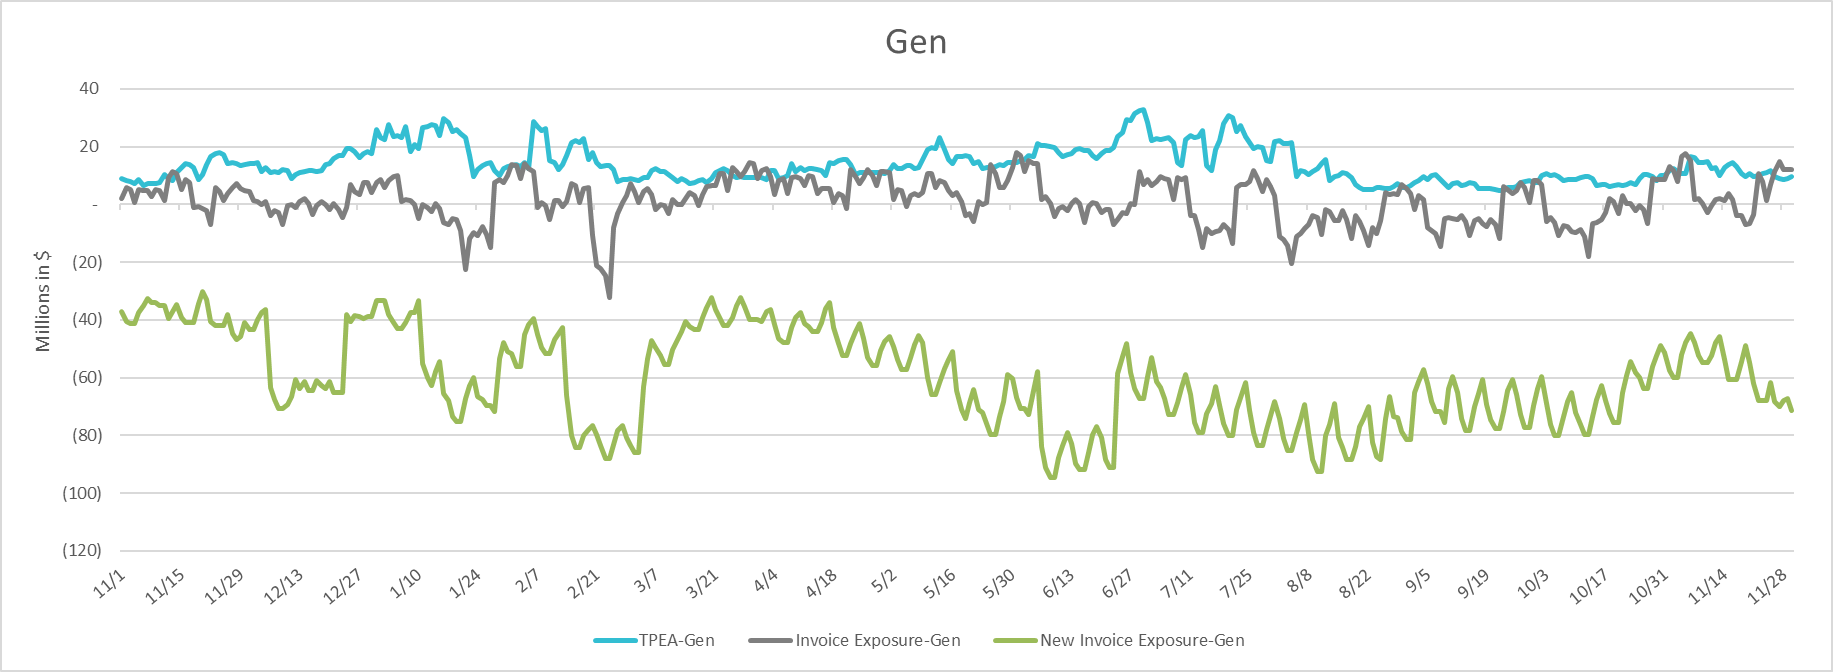 Gen
Millions in $
40
20
-
(20)
(40)
(60)
(80)
(100)
(120)
11/1 11/15 11/29 12/13 12/27 1/10 1/24 2/7 2/21 3/7 3/21 4/4 4/18 5/2 5/16 5/30 6/13 6/27 7/11 7/25 8/8 8/22 9/5 9/19 10/3 10/17 10/31 11/14 11/28
TPEA-Gen Invoice Exposure-Gen New Invoice Exposure-Gen